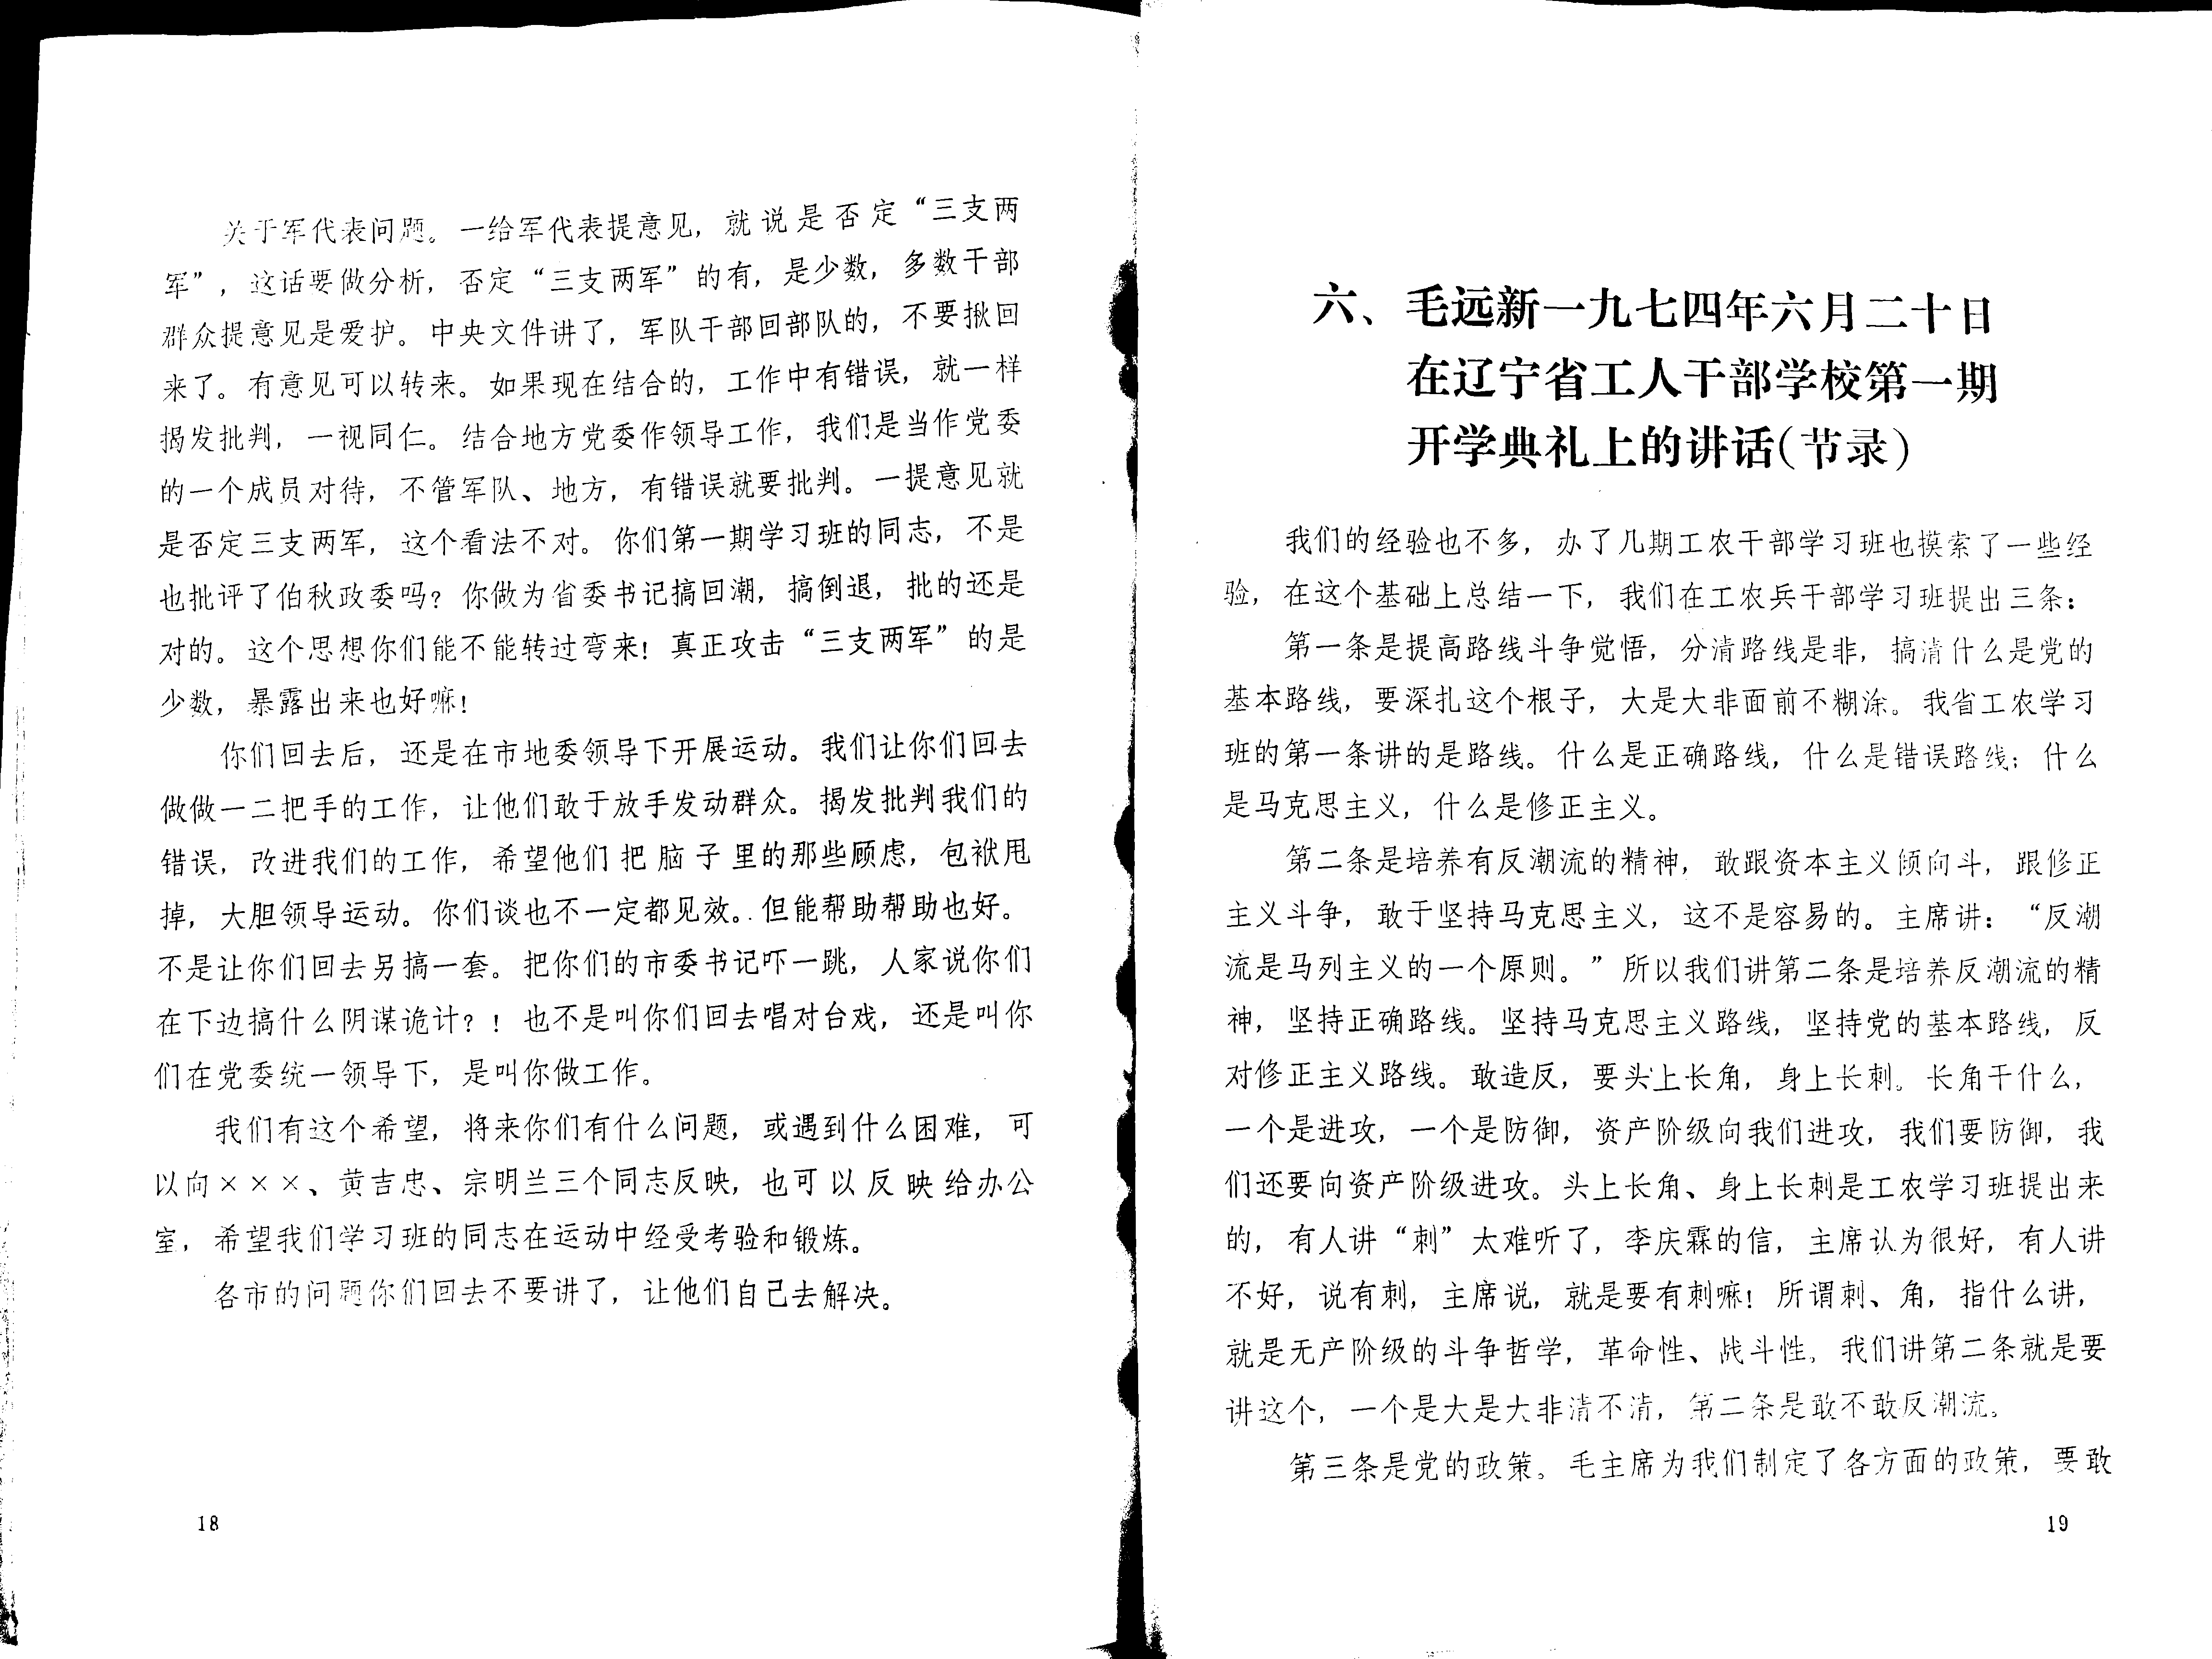 关于军代表问题。一给军代表提意见，就说是否定“三支两
军”，这话要做分析，否定“三支两军”的有，是少数，多数干部
群众提意见是爱护。中央文件讲了，军队干部回部队的，不要揪回
来了。有意见可以转来。如果现在结合的，工作中有错误，就一样
揭发批判，一视同仁。结合地方党委作领导工作，我们是当作党委
的一个成员对待，不管军队、地方，有错误就要批判。一提意见就
是否定三支两军，这个看法不对。你们第一期学习班的同志，不是
也批评了伯秋政委吗？你做为省委书记搞回潮，搞倒退，批的还是
对的。这个思想你们能不能转过弯来！真正攻击“三支两军”的是
少数，暴露出来也好嘛！
你们回去后，还是在市地委领导下开展运动。我们让你们回去
做做一二把手的工作，让他们敢于放手发动群众。揭发批判我们的
错误，改进我们的工作，希望他们把脑子里的那些顾虑，包袱甩
掉，大胆领导运动。你们谈也不一定都见效。但能帮助帮助也好。
不是让你们回去另搞一套。把你们的市委书记吓一跳，人家说你们
在下边搞什么阴谋诡计？！也不是叫你们回去唱对台戏，还是叫你
们在党委统一领导下，是叫你做工作。
我们有这个希望，将来你们有什么问题，或遇到什么困难，可
以向×××、黄吉忠、宗明兰三个同志反映，也可以反映给办公
室，希望我们学习班的同志在运动中经受考验和锻炼。
各市的问题你们回去不要讲了，让他们自己去解决。
18
六、毛远新一九七四年六月二十日
在辽宁省工人干部学校第一期
开学典礼上的讲话（节录）
我们的经验也不多，办了几期工农干部学习班也摸索了一些经
验，在这个基础上总结一下，我们在工农兵干部学习班提出三条：
第一条是提高路线斗争觉悟，分清路线是非，搞清什么是党的
基本路线，要深扎这个根子，大是大非面前不糊涂。我省工农学习
班的第一条讲的是路线。什么是正确路线，什么是错误路线；什么
是马克思主义，什么是修正主义。
第二条是培养有反潮流的精神，敢跟资本主义倾向斗，跟修正
主义斗争，敢于坚持马克思主义，这不是容易的。主席讲：“反潮
流是马列主义的一个原则。”所以我们讲第二条是培养反潮流的精
神，坚持正确路线。坚持马克思主义路线，坚持党的基本路线，反
对修正主义路线。敢造反，要头上长角，身上长刺。长角干什么，
一个是进攻，一个是防御，资产阶级向我们进攻，我们要防御，我
们还要向资产阶级进攻。头上长角、身上长刺是工农学习班提出来
的，有人讲“刺”太难听了，李庆霖的信，主席认为很好，有人讲
不好，说有刺，主席说，就是要有刺嘛！所谓刺、角，指什么讲，
就是无产阶级的斗争哲学，革命性、战斗性，我们讲第二条就是要
讲这个，一个是大是大非清不清，第二条是敢不敢反潮流。
第三条是党的政策。毛主席为我们制定了各方面的政策，要敢
19